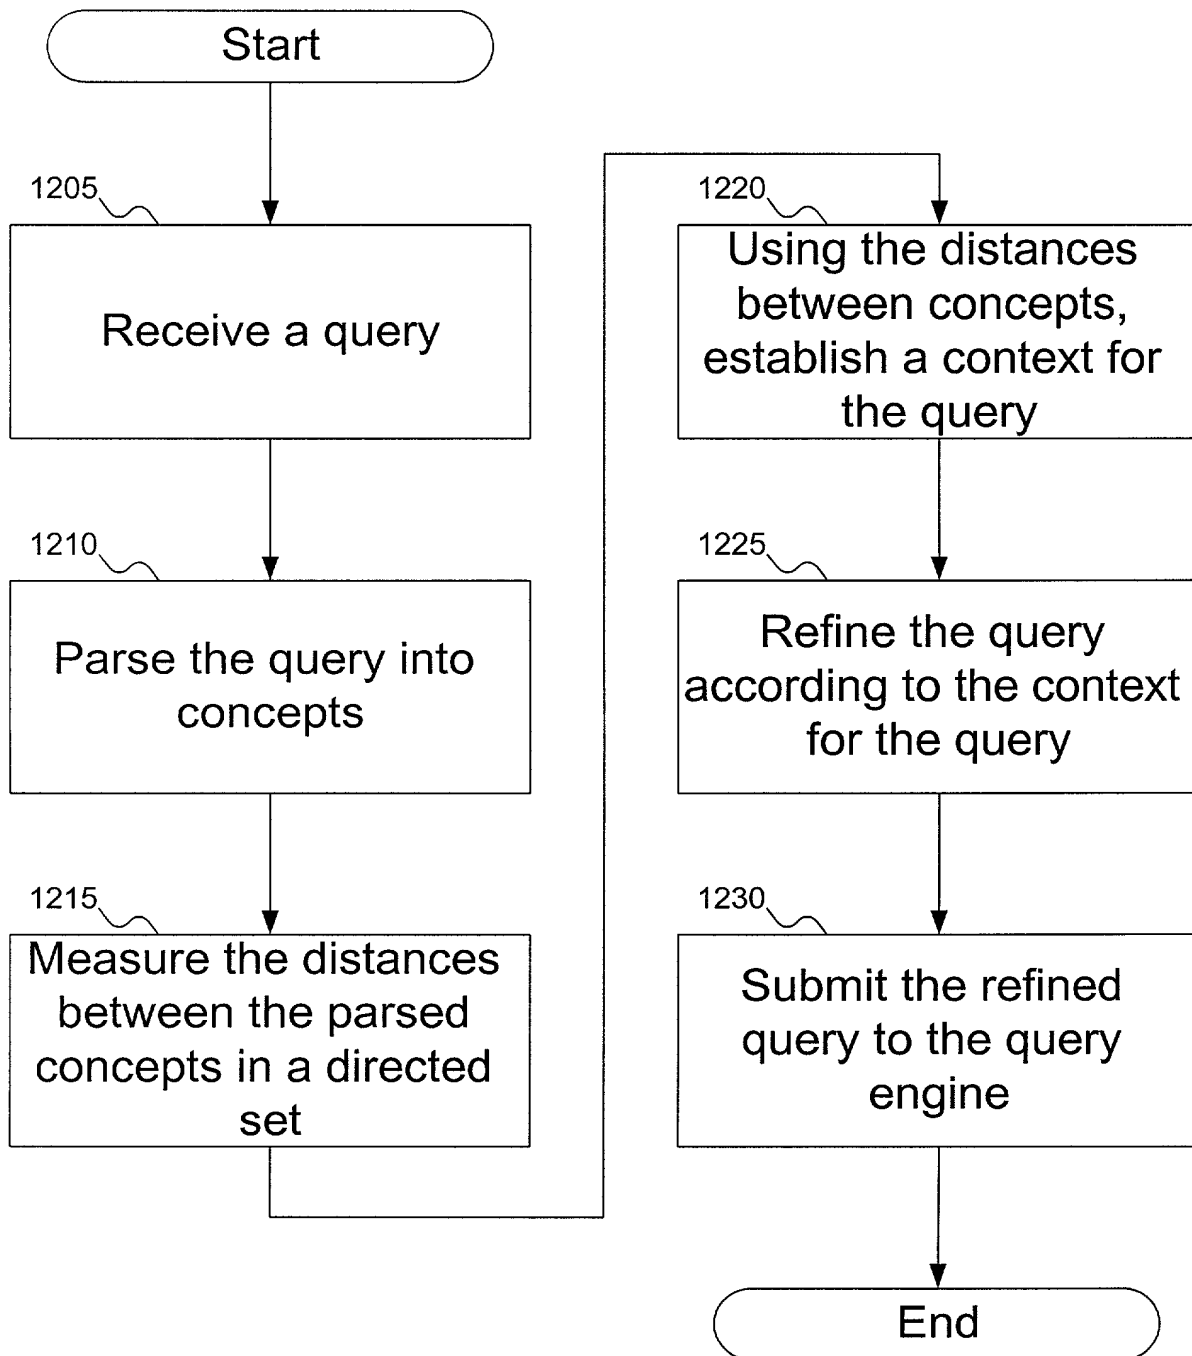 Start
1205
Receive a query
1210
Parse the query into
concepts
1215
Measure the distances
between the parsed
concepts in a directed
set
1220
Using the distances
between concepts,
establish a context for
the query
1225
Refine the query
according to the context
for the query
1230
Submit the refined
query to the query
engine
End